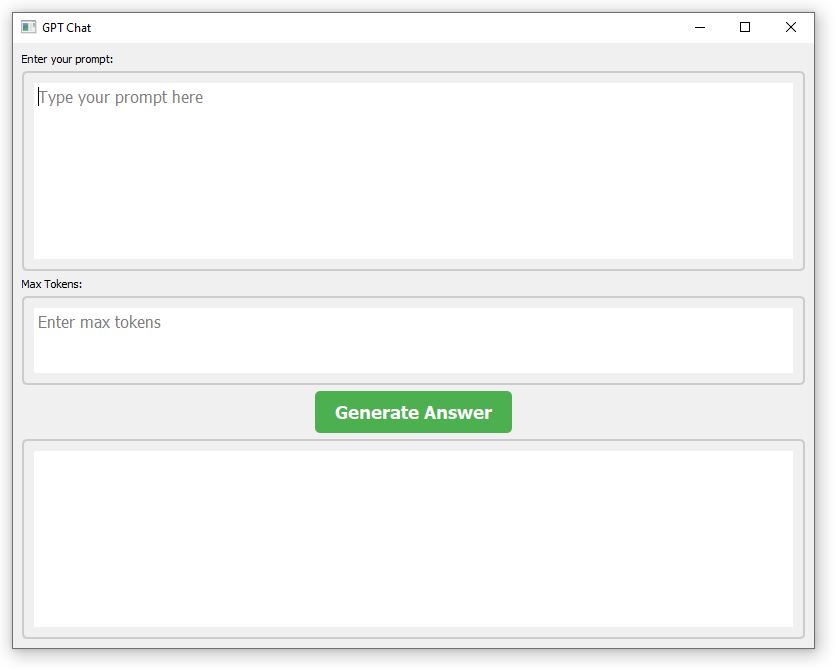 GPT Chat
Enter your prompt:
Type your prompt here
Max Tokens:
Enter max tokens
Generate Answer